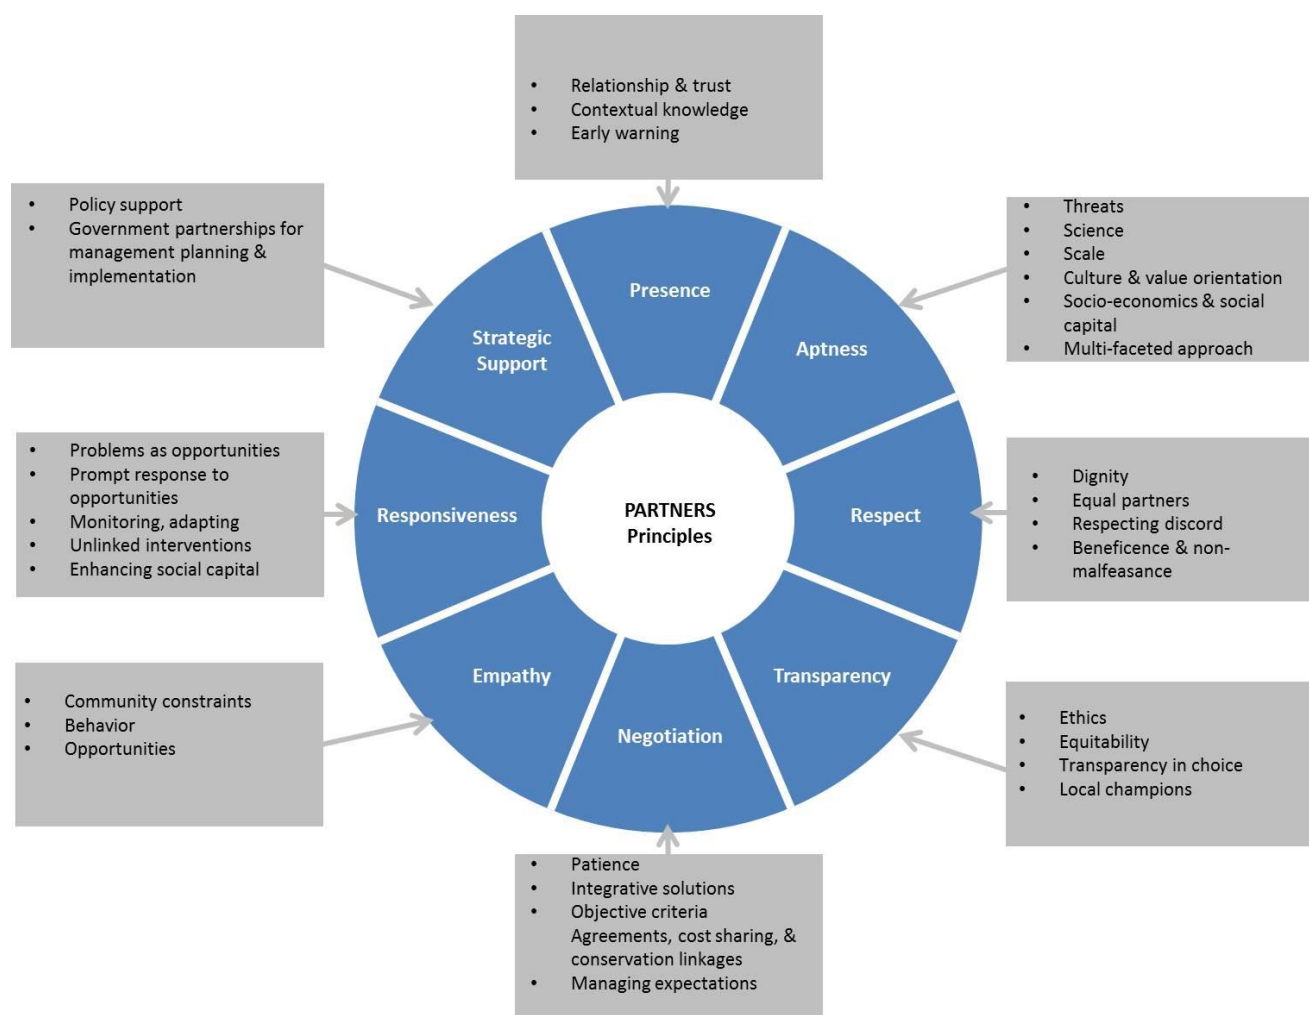 • Relationship & trust
• Contextual knowledge
• Early warning
• Policy support
• Government partnerships for
management planning &
implementation
• Threats
• Science
• Scale
• Culture & value orientation
• Socio-economics & social
capital
• Multi-faceted approach
Presence
Strategic
Support
Aptness
• Problems as opportunities
• Prompt response to
opportunities
• Monitoring, adapting
• Unlinked interventions
• Enhancing social capital
Responsiveness
PARTNERS
Principles
Respect
• Dignity
• Equal partners
• Respecting discord
• Beneficence & non-
malfeasance
Empathy
Transparency
Negotiation
• Community constraints
• Behavior
• Opportunities
• Ethics
• Equitability
• Transparency in choice
• Local champions
• Patience
• Integrative solutions
• Objective criteria
Agreements, cost sharing, &
conservation linkages
• Managing expectations